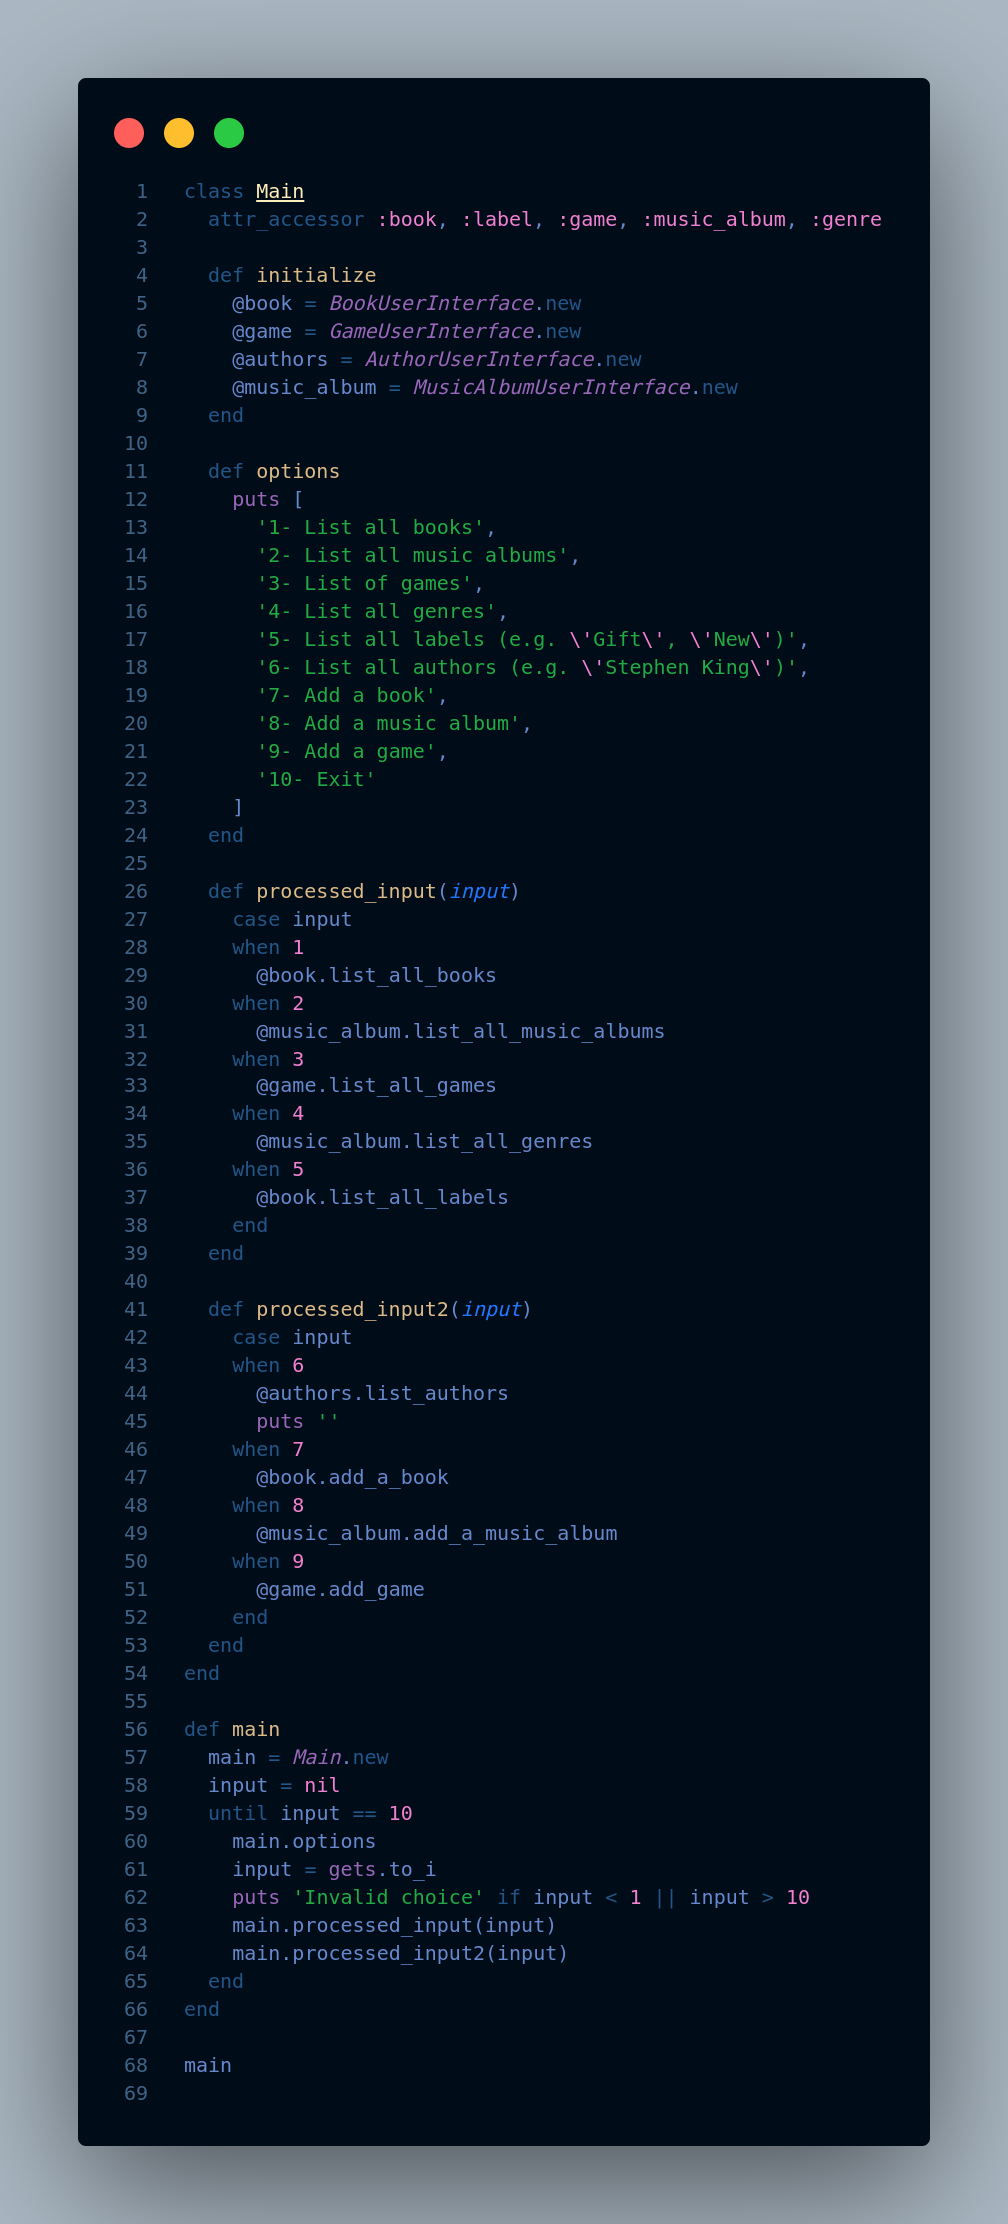 1 class Main
2   attr_accessor :book, :label, :game, :music_album, :genre
3
4   def initialize
5     @book = BookUserInterface.new
6     @game = GameUserInterface.new
7     @authors = AuthorUserInterface.new
8     @music_album = MusicAlbumUserInterface.new
9   end
10
11   def options
12     puts [
13       '1- List all books',
14       '2- List all music albums',
15       '3- List of games',
16       '4- List all genres',
17       '5- List all labels (e.g. \'Gift\', \'New\')',
18       '6- List all authors (e.g. \'Stephen King\')',
19       '7- Add a book',
20       '8- Add a music album',
21       '9- Add a game',
22       '10- Exit'
23     ]
24   end
25
26   def processed_input(input)
27     case input
28     when 1
29       @book.list_all_books
30     when 2
31       @music_album.list_all_music_albums
32     when 3
33       @game.list_all_games
34     when 4
35       @music_album.list_all_genres
36     when 5
37       @book.list_all_labels
38     end
39   end
40
41   def processed_input2(input)
42     case input
43     when 6
44       @authors.list_authors
45       puts ''
46     when 7
47       @book.add_a_book
48     when 8
49       @music_album.add_a_music_album
50     when 9
51       @game.add_game
52     end
53   end
54 end
55
56 def main
57   main = Main.new
58   input = nil
59   until input == 10
60     main.options
61     input = gets.to_i
62     puts 'Invalid choice' if input < 1 || input > 10
63     main.processed_input(input)
64     main.processed_input2(input)
65   end
66 end
67
68 main
69